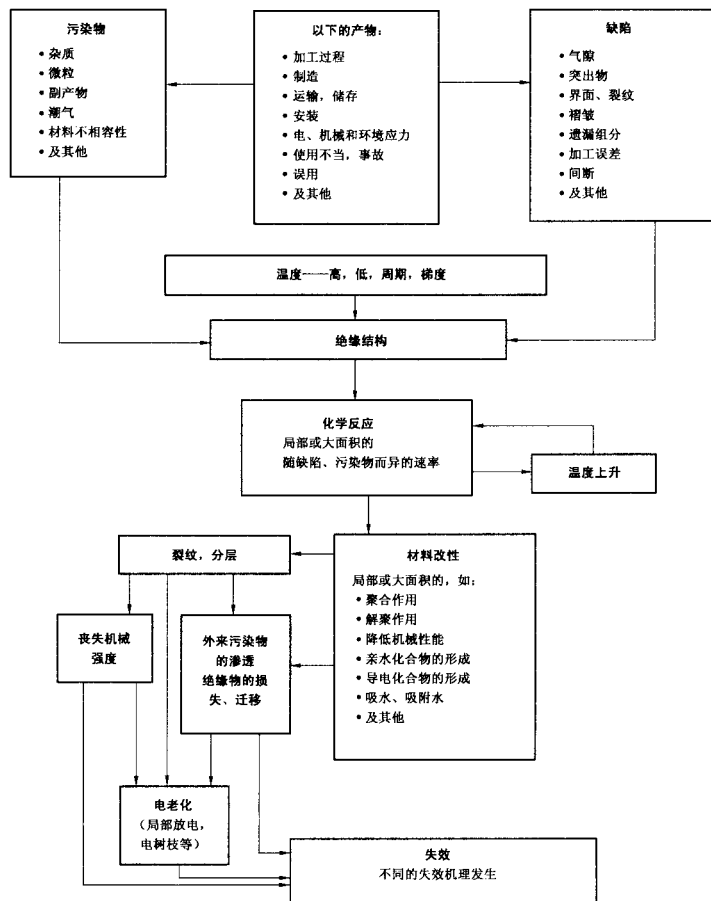 污染物
• 杂质
• 微粒
• 副产物
• 潮气
• 材料不相容性
• 及其他
以下的产物：
• 加工过程
• 制造
• 运输，储存
• 安装
• 电、机械和环境应力
• 使用不当，事故
• 误用
• 及其他
缺陷
• 气隙
• 突出物
• 界面、裂纹
• 褶皱
• 遗漏组分
• 加工误差
• 间断
• 及其他
温度——高，低，周期，梯度
绝缘结构
化学反应
局部或大面积的
随缺陷、污染物而异的速率
温度上升
裂纹，分层
材料改性
局部或大面积的，如：
• 聚合作用
• 解聚作用
• 降低机械性能
• 亲水化合物的形成
• 导电化合物的形成
• 吸水、吸附水
• 及其他
丧失机械
强度
外来污染物
的渗透
绝缘物的损
失、迁移
电老化
（局部放电，
电树枝等）
失效
不同的失效机理发生